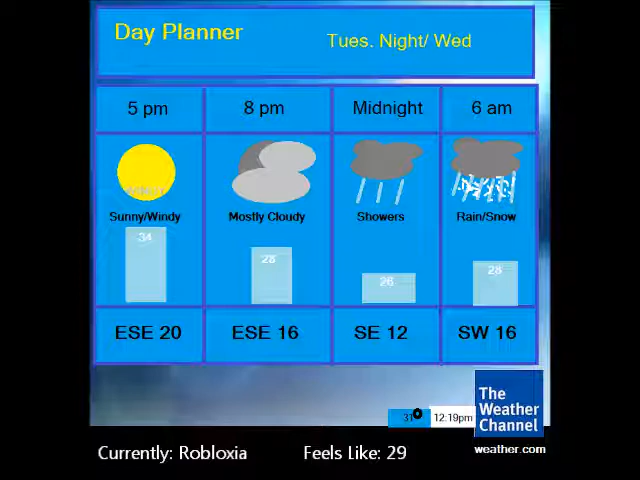 Day Planner
Tues. Night/ Wed
5 pm 8 pm Midnight 6 am
Sunny/Windy Mostly Cloudy Showers Rain/Snow
34 28 26 28
ESE 20 ESE 16 SE 12 SW 16
31° 12:19pm
The
Weather
Channel
weather.com
Currently: Robloxia Feels Like: 29